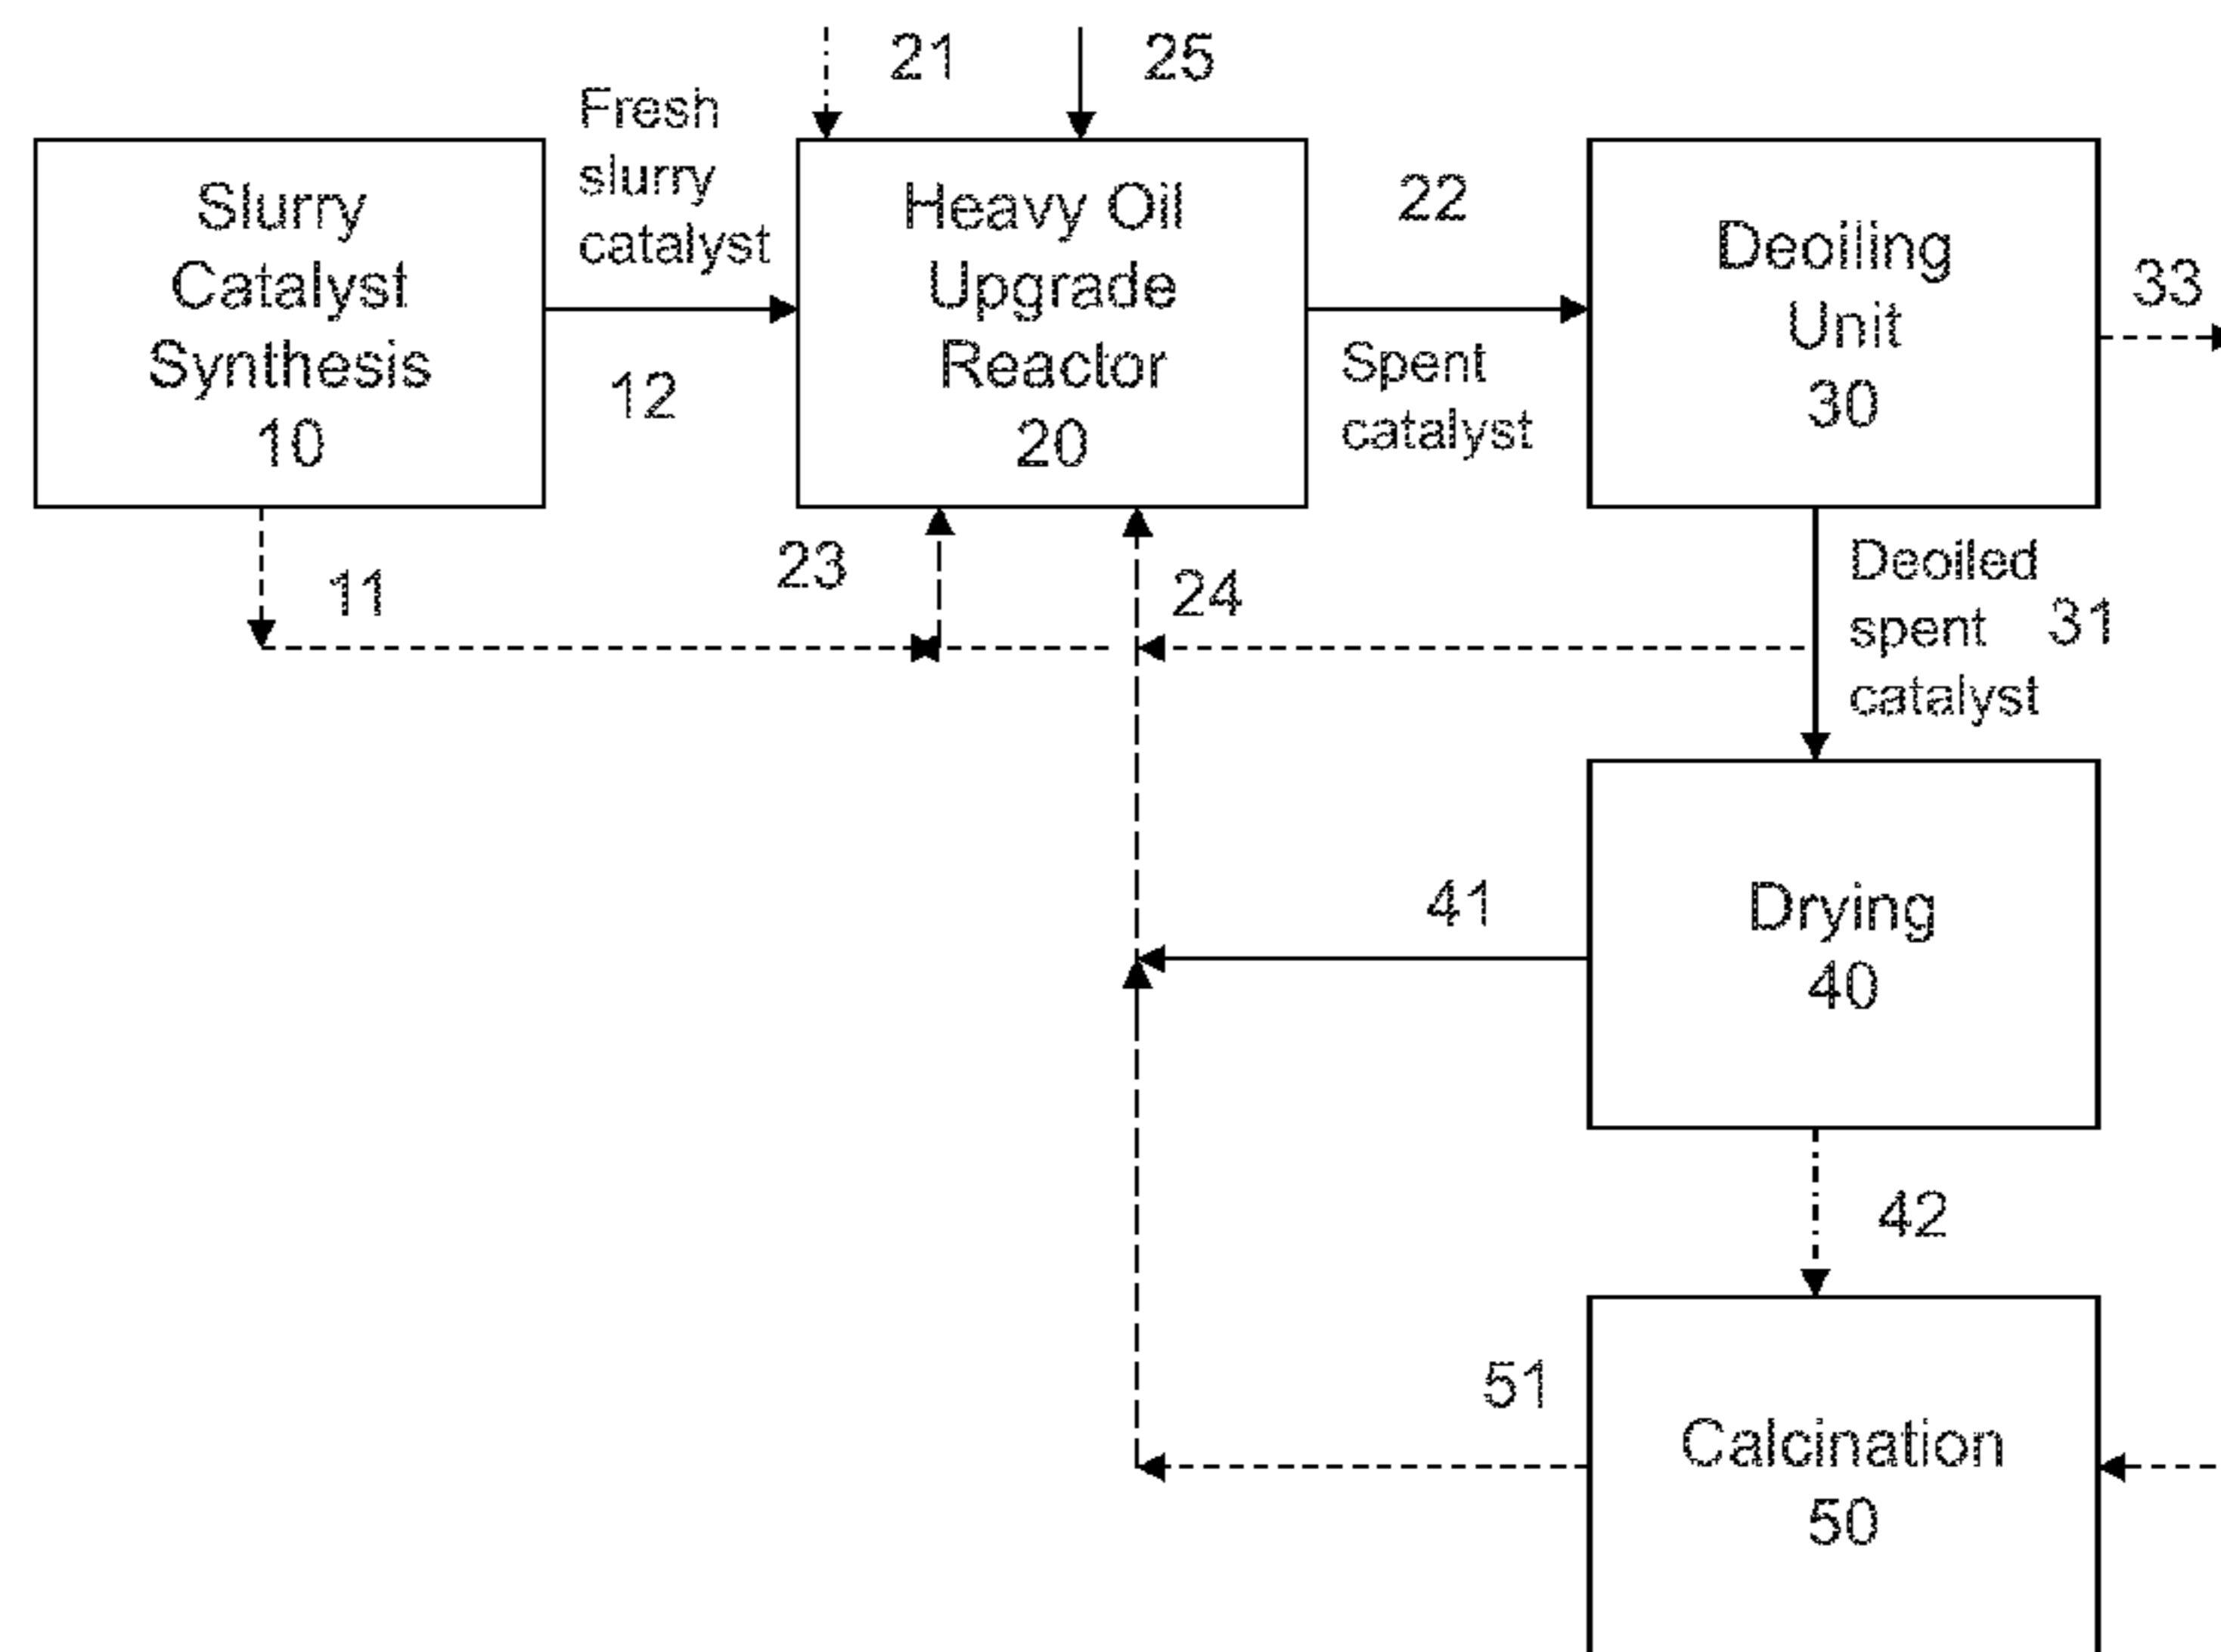 21
25
Fresh
slurry
catalyst
12
Slurry
Catalyst
Synthesis
10
Heavy Oil
Upgrade
Reactor
20
22
Spent
catalyst
Deoiling
Unit
30
33
11
23
24
Deoiled
spent 31
catalyst
41
Drying
40
42
51
Calcination
50